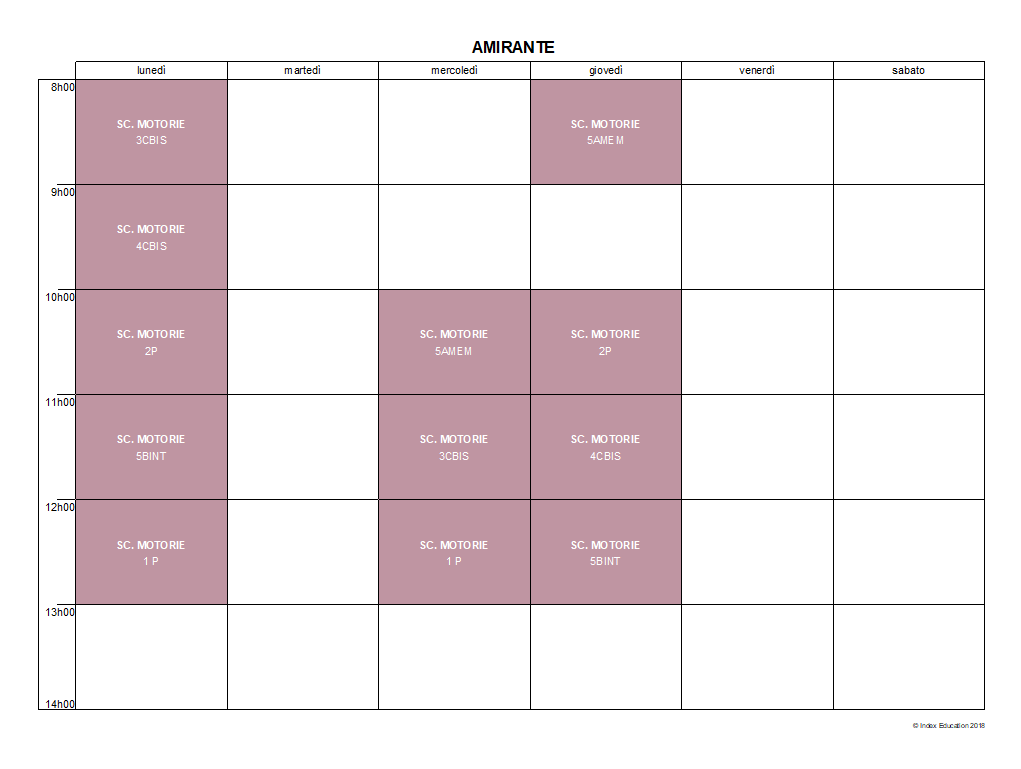 AMIRANTE
lunedì martedì mercoledì giovedì venerdì sabato
8h00
SC. MOTORIE SC. MOTORIE
3CBIS 5AMEM
9h00
SC. MOTORIE
4CBIS
10h00
SC. MOTORIE SC. MOTORIE SC. MOTORIE
2P 5AMEM 2P
11h00
SC. MOTORIE SC. MOTORIE SC. MOTORIE
5BINT 3CBIS 4CBIS
12h00
SC. MOTORIE SC. MOTORIE SC. MOTORIE
1 P 1 P 5BINT
13h00
14h00
© Index Education 2018